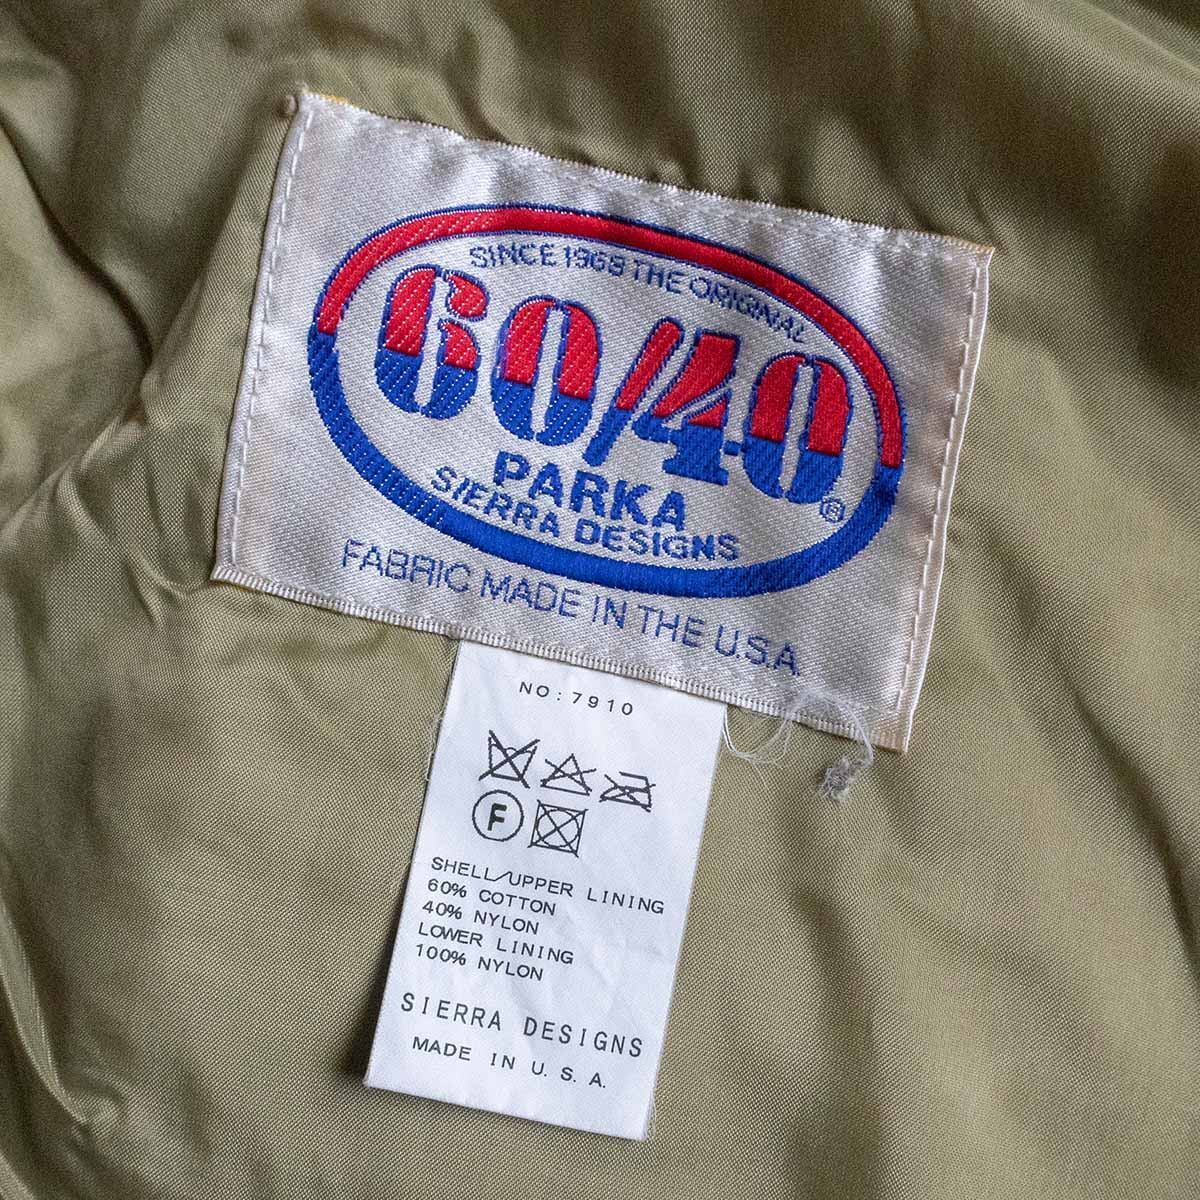 SINCE 1968 THE ORIGINAL
60/40®
PARKA
SIERRA DESIGNS
FABRIC MADE IN THE U.S.A.
NO: 7910
F
SHELL/UPPER LINING
60% COTTON
40% NYLON
LOWER LINING
100% NYLON
SIERRA DESIGNS
MADE IN U.S.A.